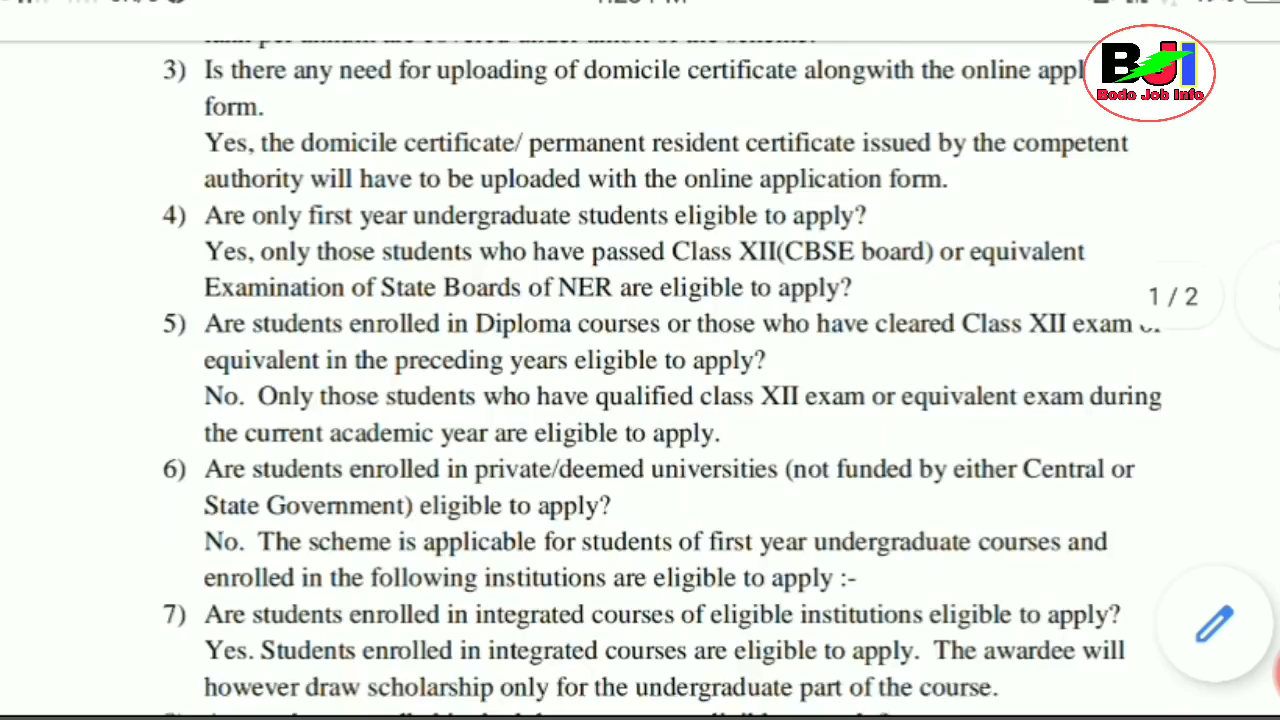 3) Is there any need for uploading of domicile certificate alongwith the online appl
form.
Yes, the domicile certificate/ permanent resident certificate issued by the competent
authority will have to be uploaded with the online application form.
4) Are only first year undergraduate students eligible to apply?
Yes, only those students who have passed Class XII(CBSE board) or equivalent
Examination of State Boards of NER are eligible to apply?
5) Are students enrolled in Diploma courses or those who have cleared Class XII exam
equivalent in the preceding years eligible to apply?
No. Only those students who have qualified class XII exam or equivalent exam during
the current academic year are eligible to apply.
6) Are students enrolled in private/deemed universities (not funded by either Central or
State Government) eligible to apply?
No. The scheme is applicable for students of first year undergraduate courses and
enrolled in the following institutions are eligible to apply :-
7) Are students enrolled in integrated courses of eligible institutions eligible to apply?
Yes. Students enrolled in integrated courses are eligible to apply. The awardee will
however draw scholarship only for the undergraduate part of the course.
BJI
Bodo Job Info
1 / 2